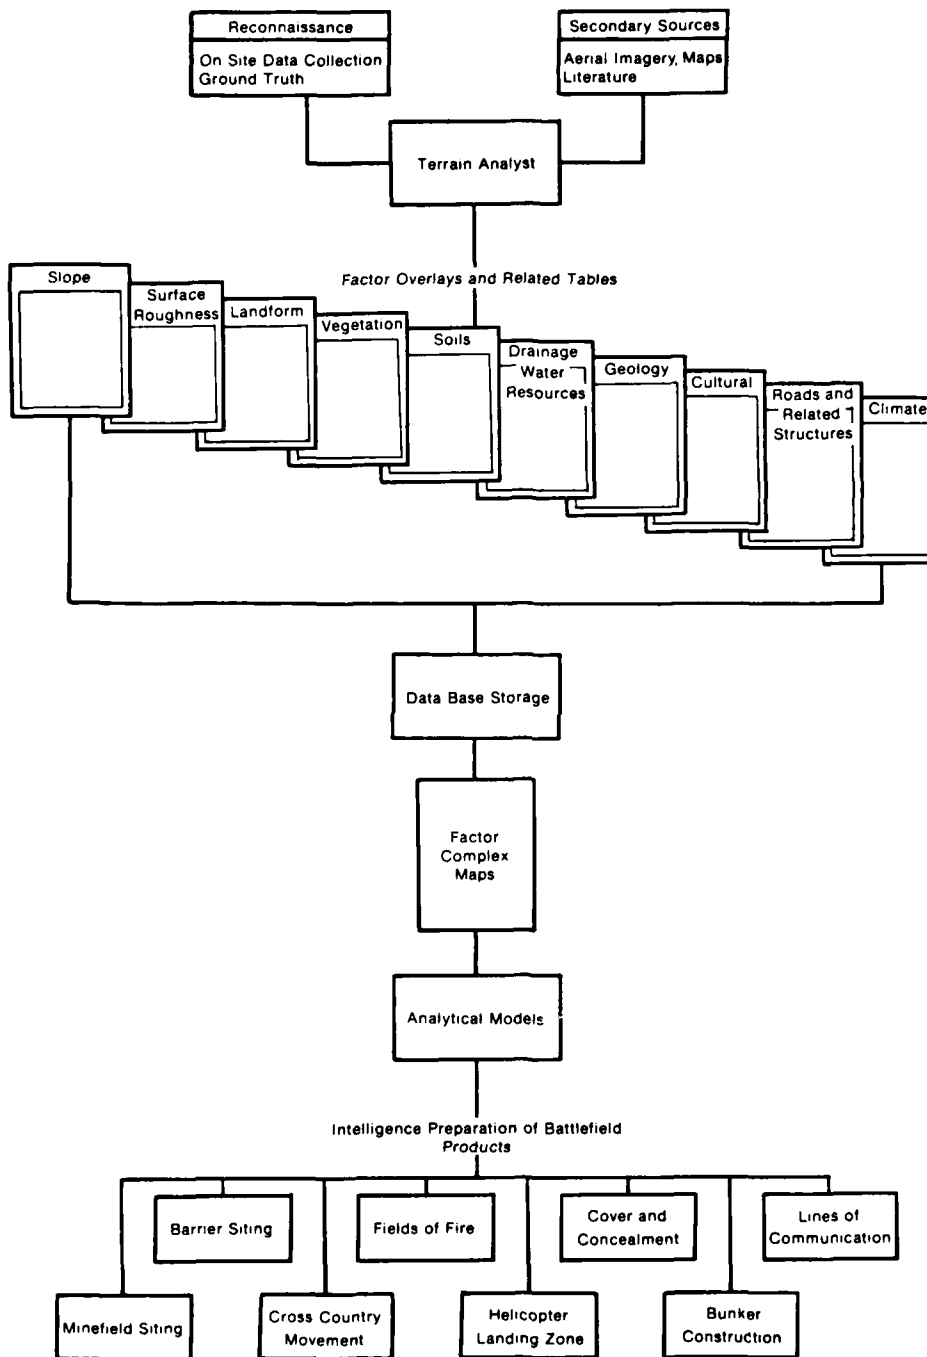 Reconnaissance
On Site Data Collection
Ground Truth
Secondary Sources
Aerial Imagery, Maps
Literature
Terrain Analyst
Factor Overlays and Related Tables
Slope
Surface
Roughness
Landform
Vegetation
Soils
Drainage
Water
Resources
Geology
Cultural
Roads and
Related
Structures
Climate
Data Base Storage
Factor
Complex
Maps
Analytical Models
Intelligence Preparation of Battlefield
Products
Barrier Siting
Fields of Fire
Cover and
Concealment
Lines of
Communication
Minefield Siting
Cross Country
Movement
Helicopter
Landing Zone
Bunker
Construction